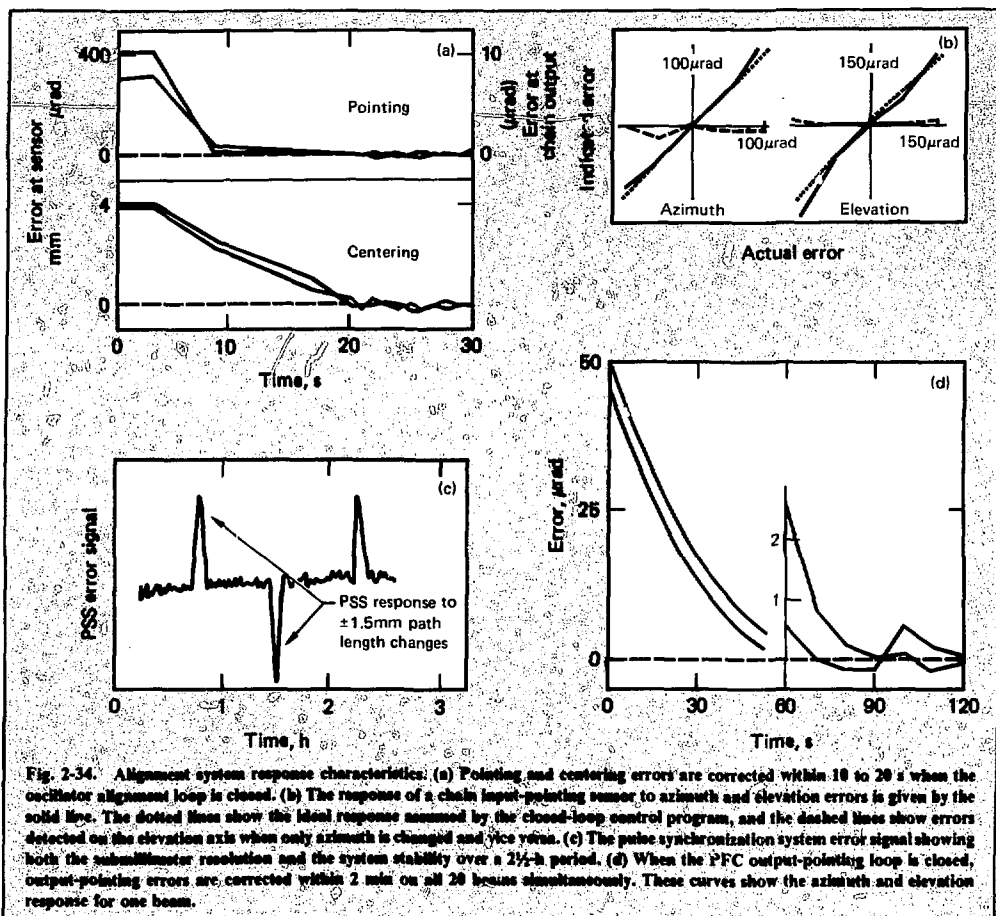 (a)
400
μrad
0
Pointing
10
0
Error at chain output (μrad)
Error at sensor
4
mm
0
Centering
0 10 20 30
Time, s
(b)
100μrad
150μrad
100μrad
150μrad
Azimuth
Elevation
Indicated error
Actual error
(c)
PSS error signal
PSS response to
±1.5mm path
length changes
0 1 2 3
Time, h
(d)
50
25
0
Error, μrad
2
1
0 30 60 90 120
Time, s
Fig. 2-34. Alignment system response characteristics. (a) Pointing and centering errors are corrected within 10 to 20 s when the
oscillator alignment loop is closed. (b) The response of a chain input-pointing sensor to azimuth and elevation errors is given by the
solid line. The dotted lines show the ideal response assumed by the closed-loop control program, and the dashed lines show errors
detected on the elevation axis when only azimuth is changed and vice versa. (c) The pulse synchronization system error signal showing
both the submillimeter resolution and the system stability over a 2½-h period. (d) When the PFC output-pointing loop is closed,
output-pointing errors are corrected within 2 min on all 20 beams simultaneously. These curves show the azimuth and elevation
response for one beam.